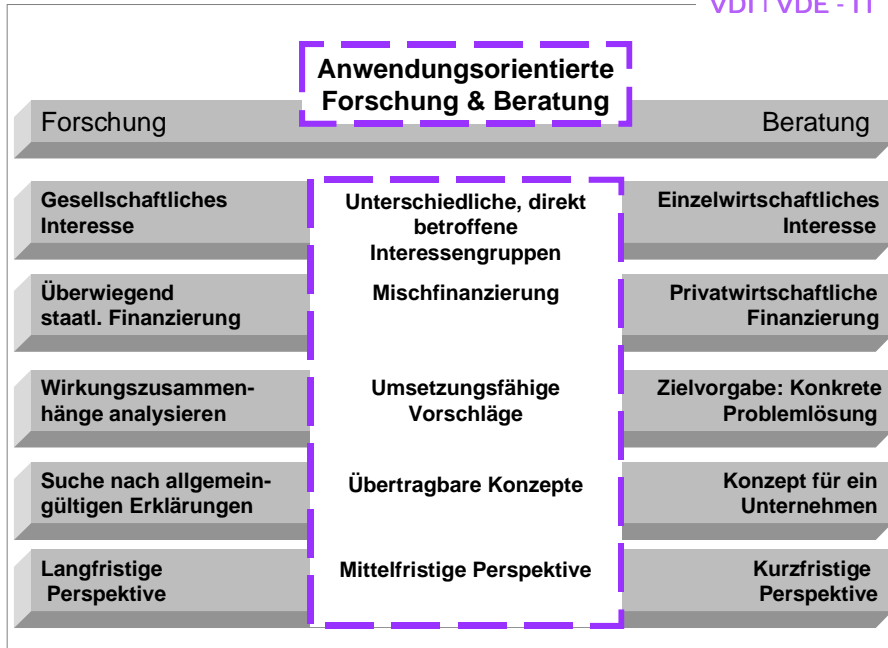 VDI | VDE - IT
Anwendungsorientierte
Forschung & Beratung
Forschung
Beratung
Gesellschaftliches
Interesse
Unterschiedliche, direkt
betroffene
Interessengruppen
Einzelwirtschaftliches
Interesse
Überwiegend
staatl. Finanzierung
Mischfinanzierung
Privatwirtschaftliche
Finanzierung
Wirkungszusammen-
hänge analysieren
Umsetzungsfähige
Vorschläge
Zielvorgabe: Konkrete
Problemlösung
Suche nach allgemein-
gültigen Erklärungen
Übertragbare Konzepte
Konzept für ein
Unternehmen
Langfristige
Perspektive
Mittelfristige Perspektive
Kurzfristige
Perspektive